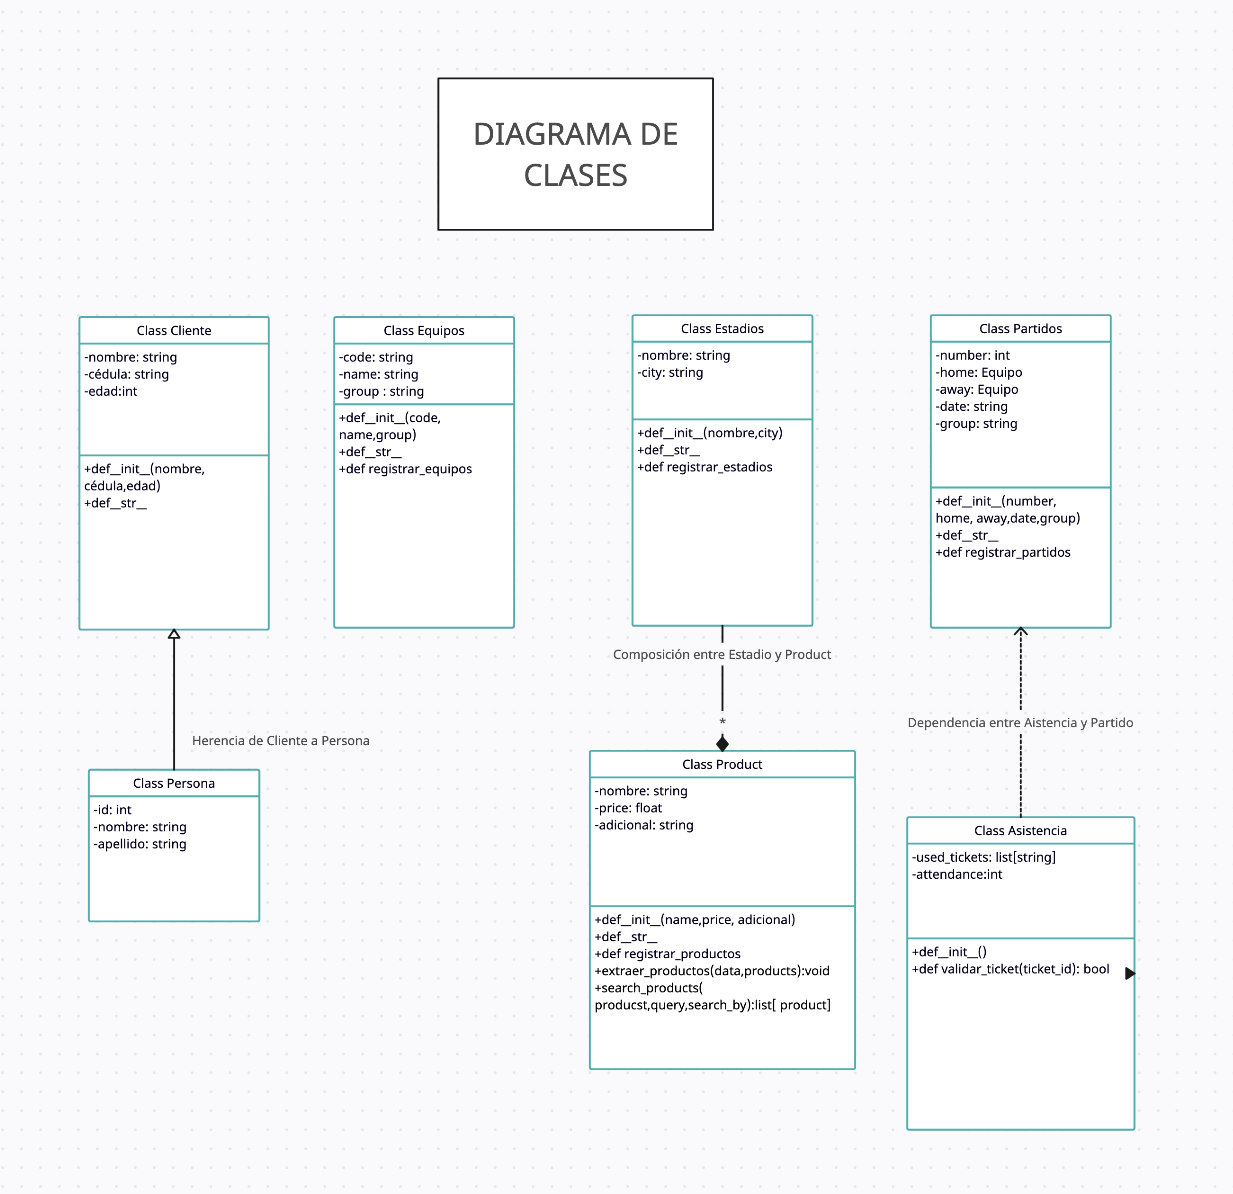 DIAGRAMA DE
CLASES
Class Cliente
-nombre: string
-cédula: string
-edad:int
+def__init__(nombre,
cédula,edad)
+def__str__
Class Equipos
-code: string
-name: string
-group : string
+def__init__(code,
name,group)
+def__str__
+def registrar_equipos
Class Estadios
-nombre: string
-city: string
+def__init__(nombre,city)
+def__str__
+def registrar_estadios
Class Partidos
-number: int
-home: Equipo
-away: Equipo
-date: string
-group: string
+def__init__(number,
home, away,date,group)
+def__str__
+def registrar_partidos
Herencia de Cliente a Persona
Composición entre Estadio y Product
*
Dependencia entre Aistencia y Partido
Class Persona
-id: int
-nombre: string
-apellido: string
Class Product
-nombre: string
-price: float
-adicional: string
+def__init__(name,price, adicional)
+def__str__
+def registrar_productos
+extraer_productos(data,products):void
+search_products(
producst,query,search_by):list[ product]
Class Asistencia
-used_tickets: list[string]
-attendance:int
+def__init__()
+def validar_ticket(ticket_id): bool